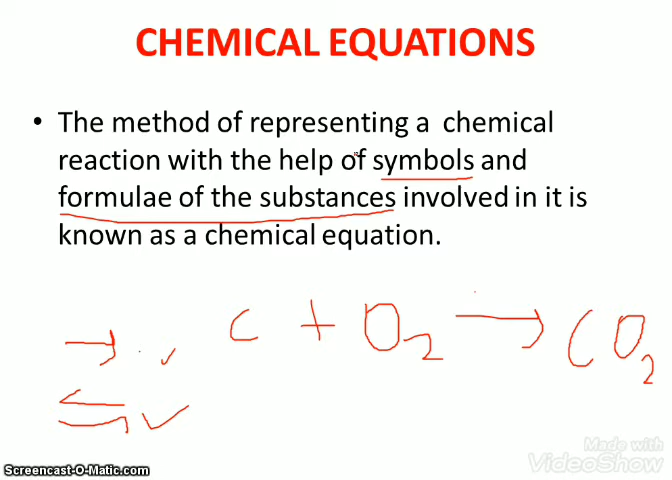 CHEMICAL EQUATIONS
• The method of representing a chemical
reaction with the help of symbols and
formulae of the substances involved in it is
known as a chemical equation.
→ ✓ C + O₂ → CO₂
⇌ ✓
Made with
VideoShow
Screencast-O-Matic.com